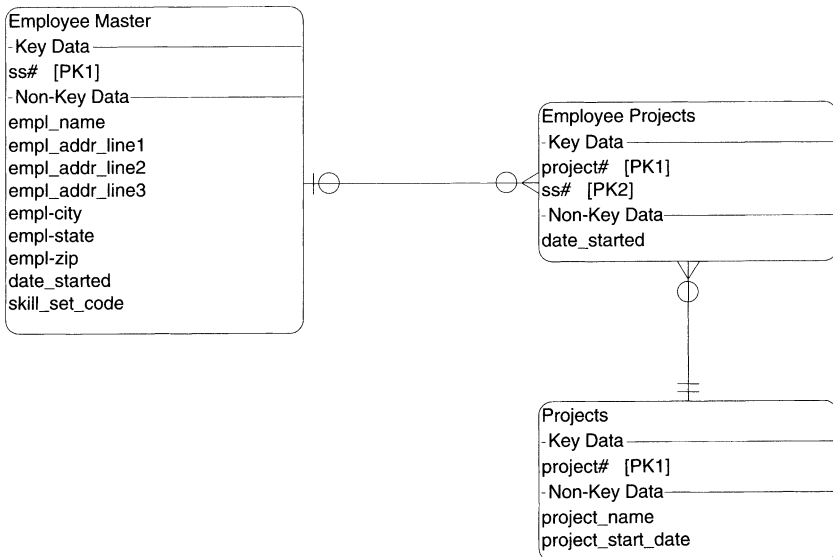 Employee Master
Key Data
ss# [PK1]
Non-Key Data
empl_name
empl_addr_line1
empl_addr_line2
empl_addr_line3
empl-city
empl-state
empl-zip
date_started
skill_set_code
Employee Projects
Key Data
project# [PK1]
ss# [PK2]
Non-Key Data
date_started
Projects
Key Data
project# [PK1]
Non-Key Data
project_name
project_start_date